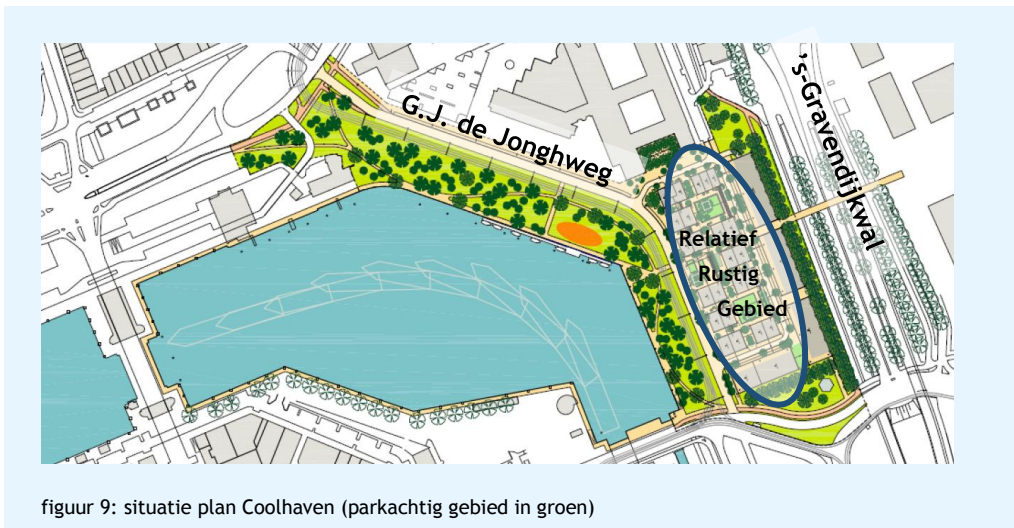 G.J. de Jonghweg
's-Gravendijkwal
Relatief
Rustig
Gebied
figuur 9: situatie plan Coolhaven (parkachtig gebied in groen)